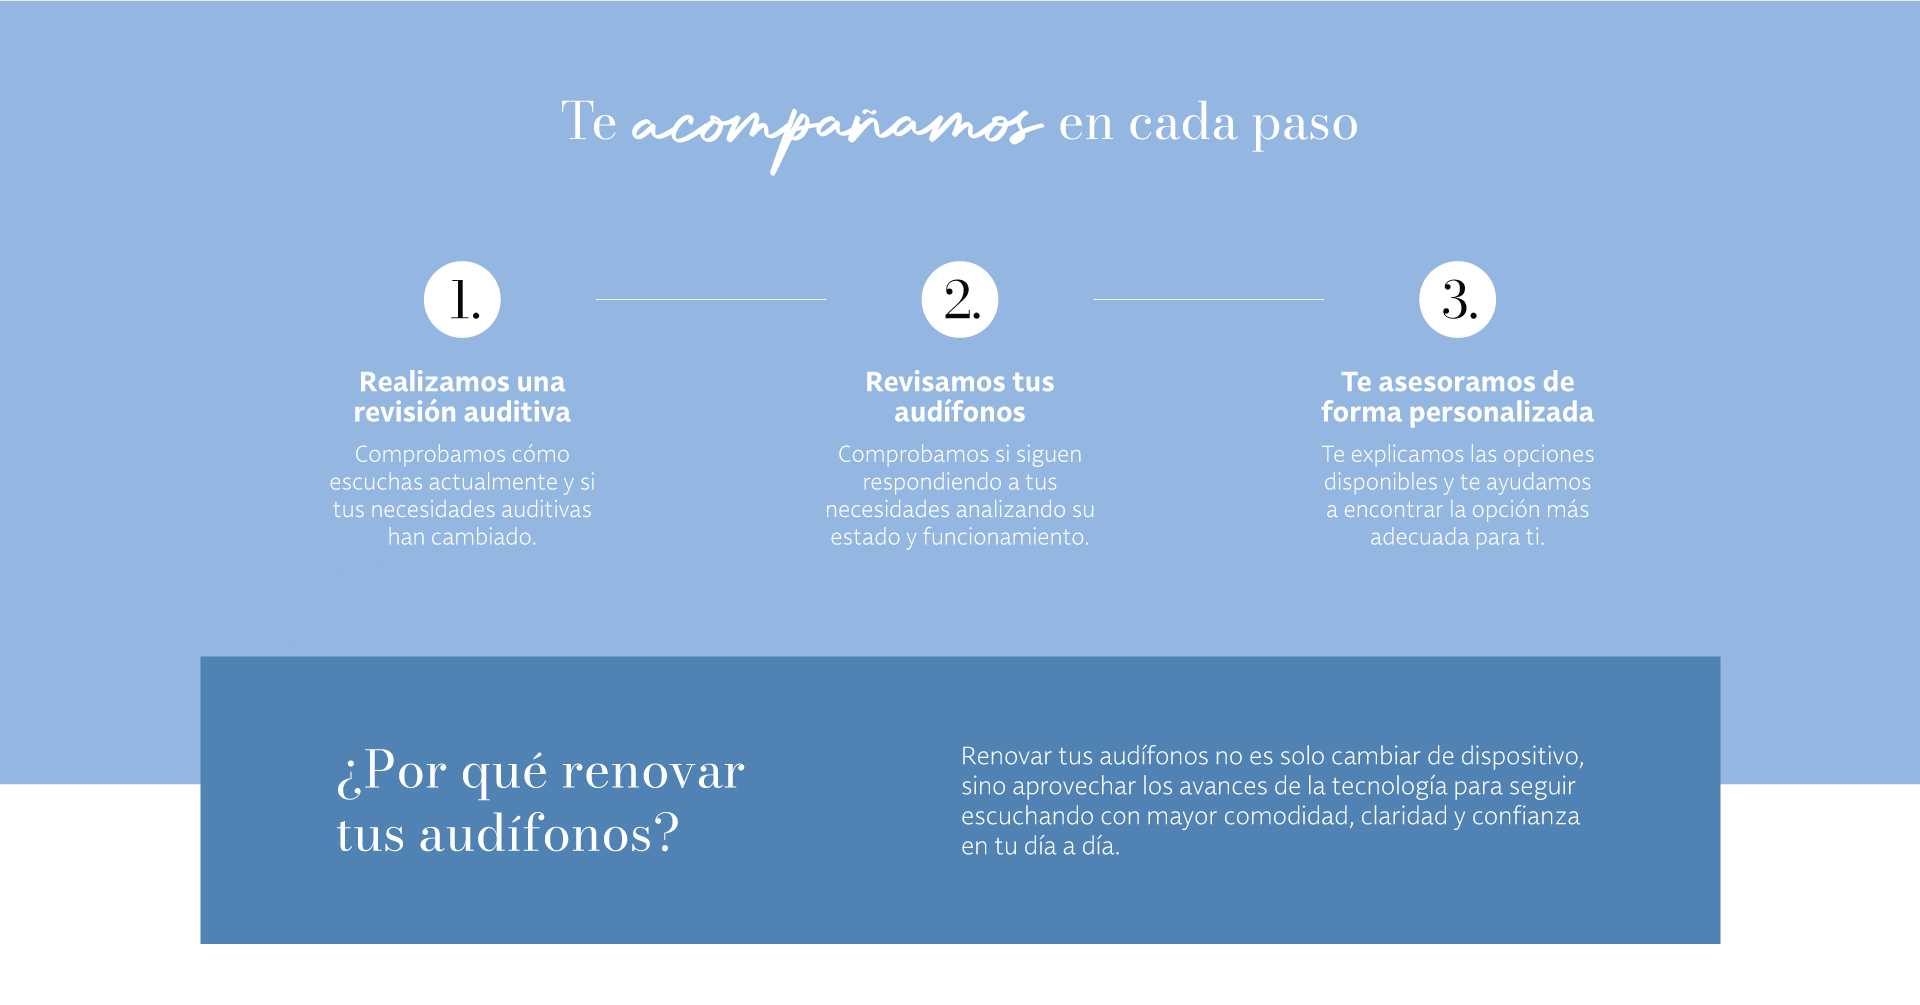 Te acompañamos en cada paso
1.
Realizamos una
revisión auditiva
Comprobamos cómo
escuchas actualmente y si
tus necesidades auditivas
han cambiado.
2.
Revisamos tus
audífonos
Comprobamos si siguen
respondiendo a tus
necesidades analizando su
estado y funcionamiento.
3.
Te asesoramos de
forma personalizada
Te explicamos las opciones
disponibles y te ayudamos
a encontrar la opción más
adecuada para ti.
¿Por qué renovar
tus audífonos?
Renovar tus audífonos no es solo cambiar de dispositivo,
sino aprovechar los avances de la tecnología para seguir
escuchando con mayor comodidad, claridad y confianza
en tu día a día.